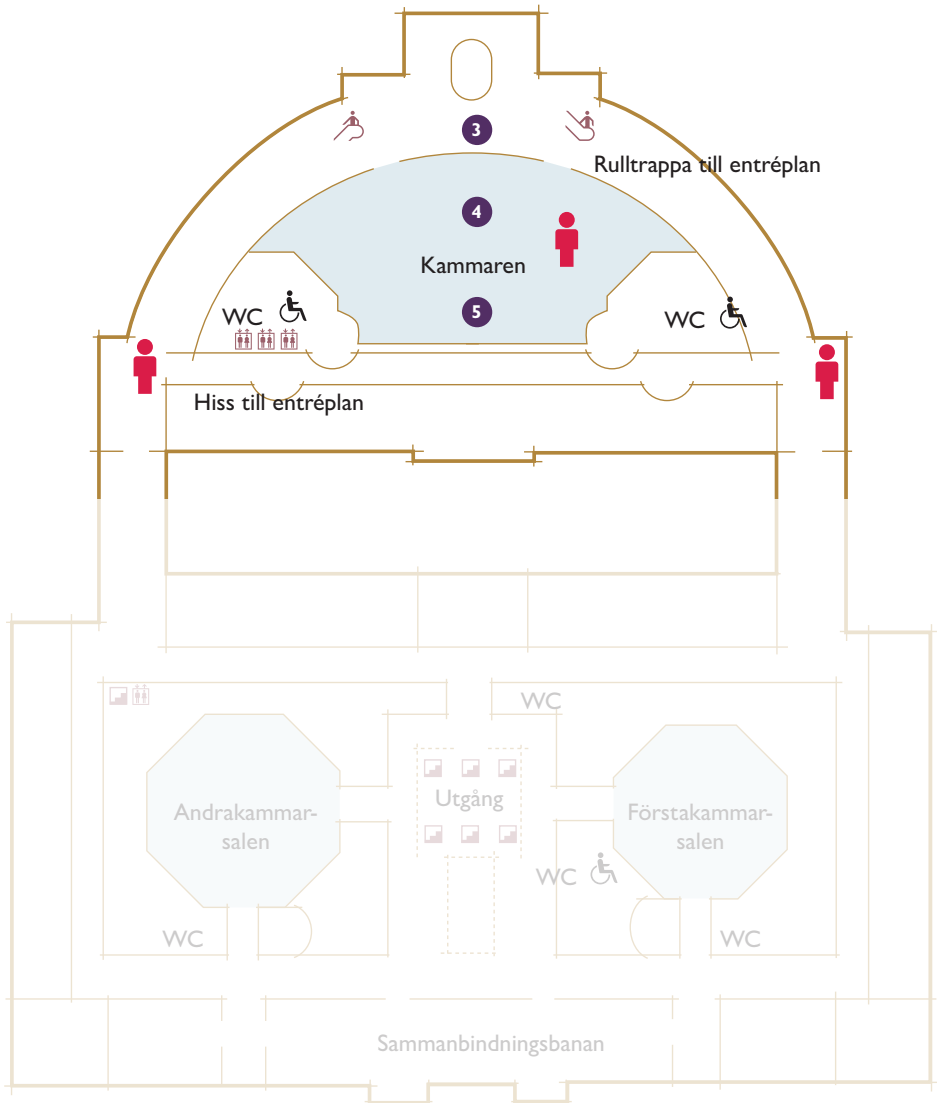 3
Rulltrappa till entréplan
4
Kammaren
5
WC
WC
Hiss till entréplan
WC
Utgång
Andrakammar-
salen
Förstakammar-
salen
WC
WC
WC
Sammanbindningsbanan